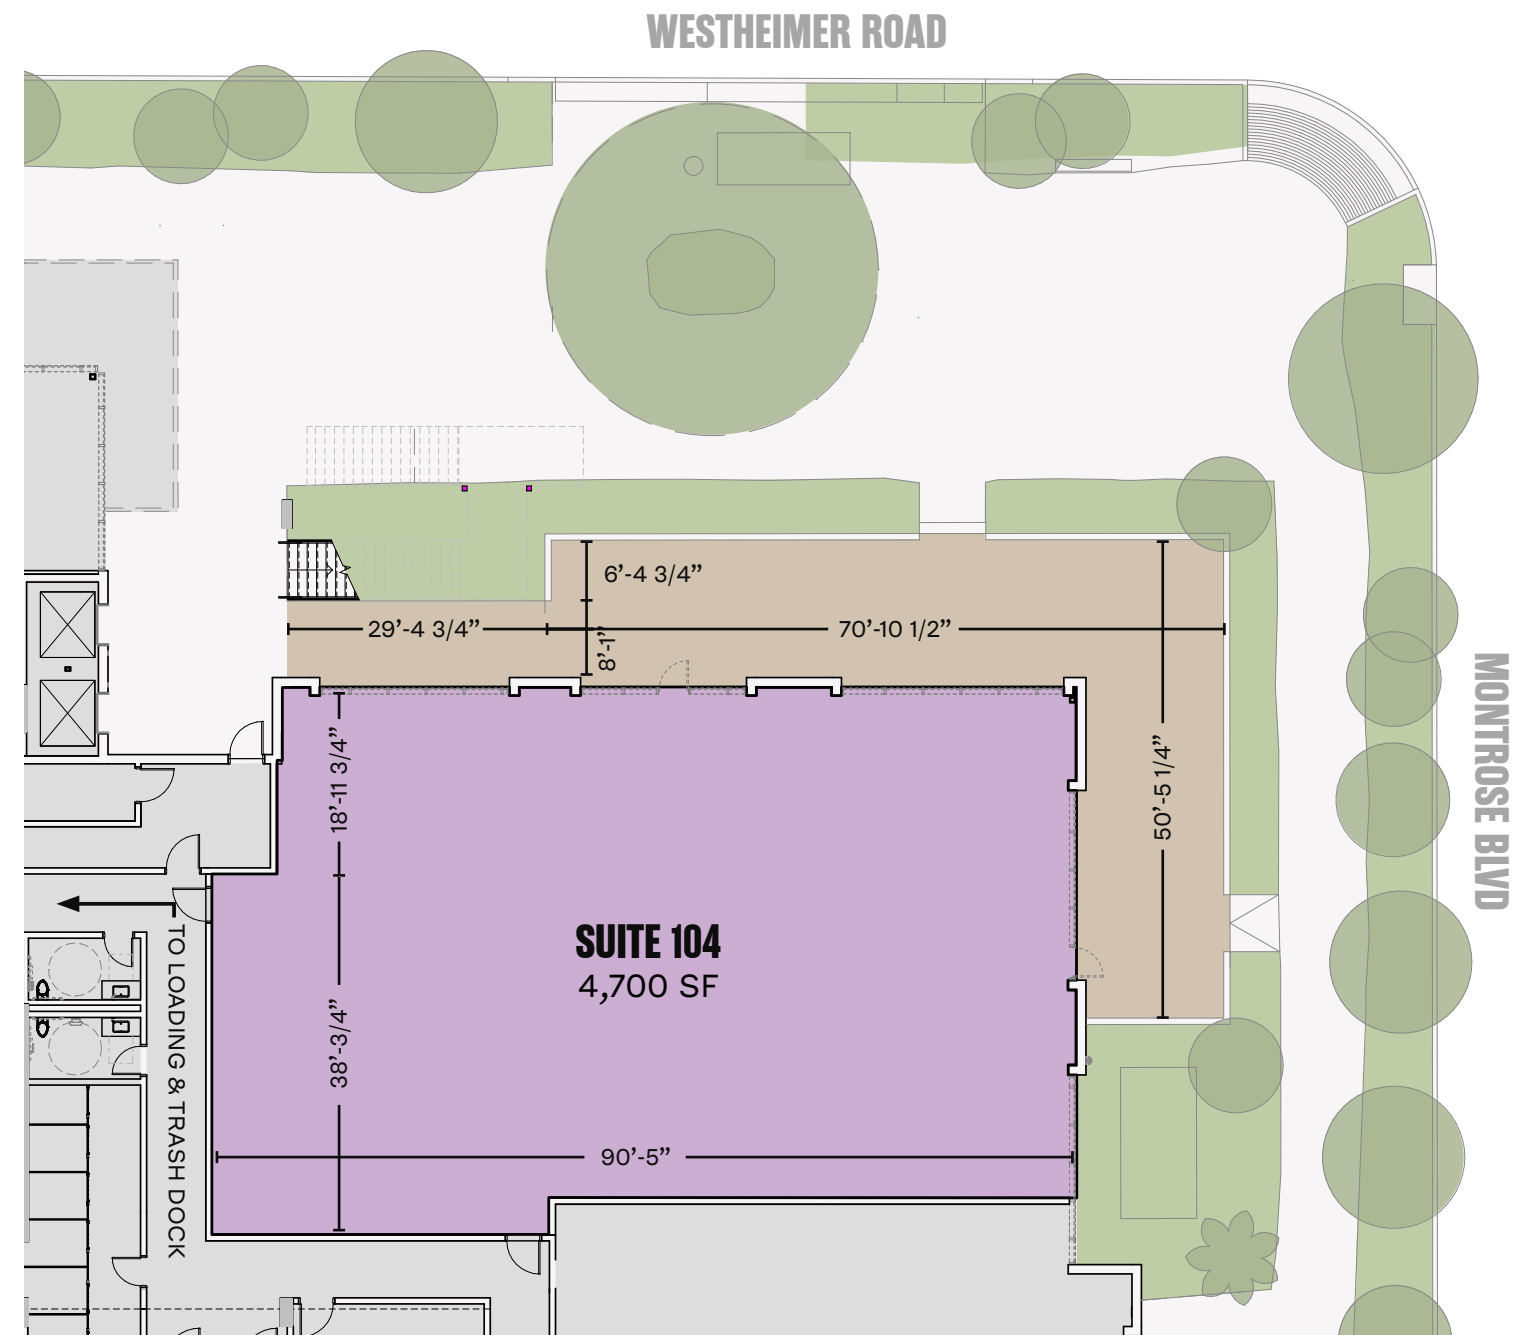 WESTHEIMER ROAD
6’-4 3/4”
29’-4 3/4”
8’-1”
70’-10 1/2”
MONTROSE BLVD
18’-11 3/4”
50’-5 1/4”
SUITE 104
4,700 SF
TO LOADING & TRASH DOCK
38’-3/4”
90’-5”